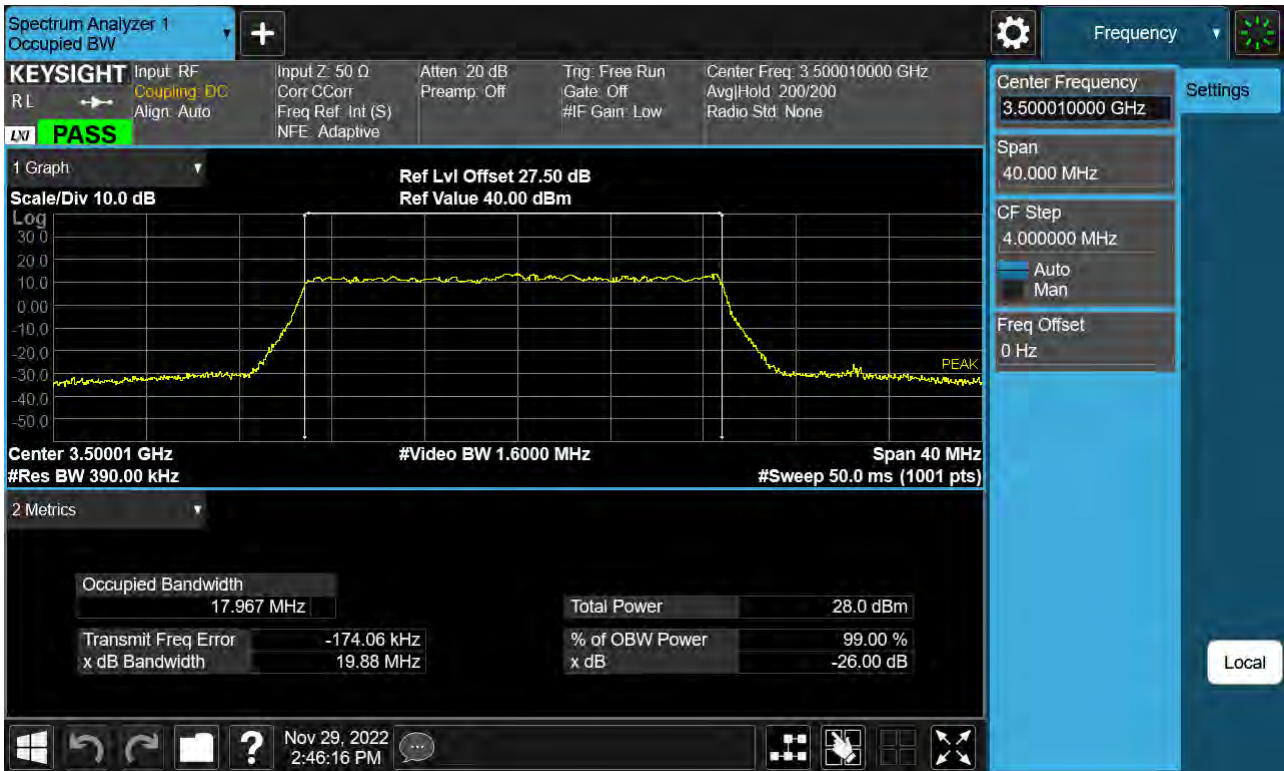 Spectrum Analyzer 1
Occupied BW
Frequency
KEYSIGHT
R L
LXI
PASS
Input: RF
Coupling: DC
Align: Auto
Input Z: 50 Ω
Corr CCorr
Freq Ref: Int (S)
NFE: Adaptive
Atten: 20 dB
Preamp: Off
Trig: Free Run
Gate: Off
#IF Gain: Low
Center Freq: 3.500010000 GHz
Avg|Hold: 200/200
Radio Std: None
Center Frequency
3.500010000 GHz
Settings
Span
40.000 MHz
CF Step
4.000000 MHz
Auto
Man
Freq Offset
0 Hz
Local
1 Graph
Scale/Div 10.0 dB
Ref Lvl Offset 27.50 dB
Ref Value 40.00 dBm
Log
30.0
20.0
10.0
0.00
-10.0
-20.0
-30.0
-40.0
-50.0
PEAK
Center 3.50001 GHz
#Video BW 1.6000 MHz
Span 40 MHz
#Res BW 390.00 kHz
#Sweep 50.0 ms (1001 pts)
2 Metrics
Occupied Bandwidth
17.967 MHz
Total Power 28.0 dBm
Transmit Freq Error -174.06 kHz
% of OBW Power 99.00 %
x dB Bandwidth 19.88 MHz
x dB -26.00 dB
?
Nov 29, 2022
2:46:16 PM